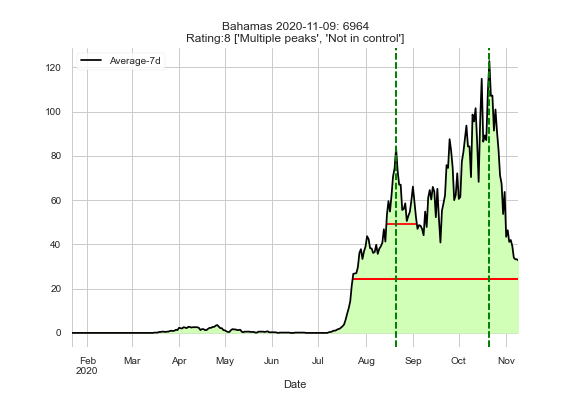 Bahamas 2020-11-09: 6964
Rating:8 ['Multiple peaks', 'Not in control']
Average-7d
120
100
80
60
40
20
0
Feb Mar Apr May Jun Jul Aug Sep Oct Nov
2020
Date